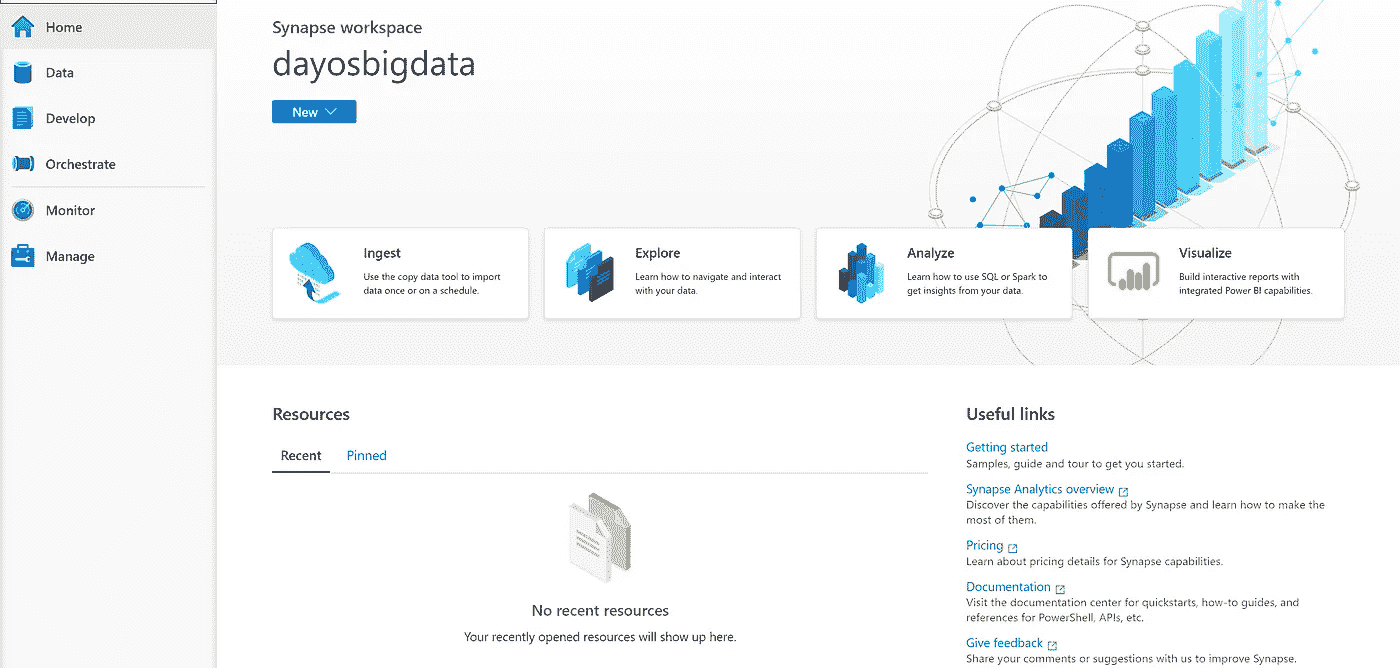 Home
Data
Develop
Orchestrate
Monitor
Manage
Synapse workspace
dayosbigdata
New
Ingest
Use the copy data tool to import
data once or on a schedule.
Explore
Learn how to navigate and interact
with your data.
Analyze
Learn how to use SQL or Spark to
get insights from your data.
Visualize
Build interactive reports with
integrated Power BI capabilities.
Resources
Recent
Pinned
No recent resources
Your recently opened resources will show up here.
Useful links
Getting started
Samples, guide and tour to get you started.
Synapse Analytics overview
Discover the capabilities offered by Synapse and learn how to make the
most of them.
Pricing
Learn about pricing details for Synapse capabilities.
Documentation
Visit the documentation center for quickstarts, how-to guides, and
references for PowerShell, APIs, etc.
Give feedback
Share your comments or suggestions with us to improve Synapse.